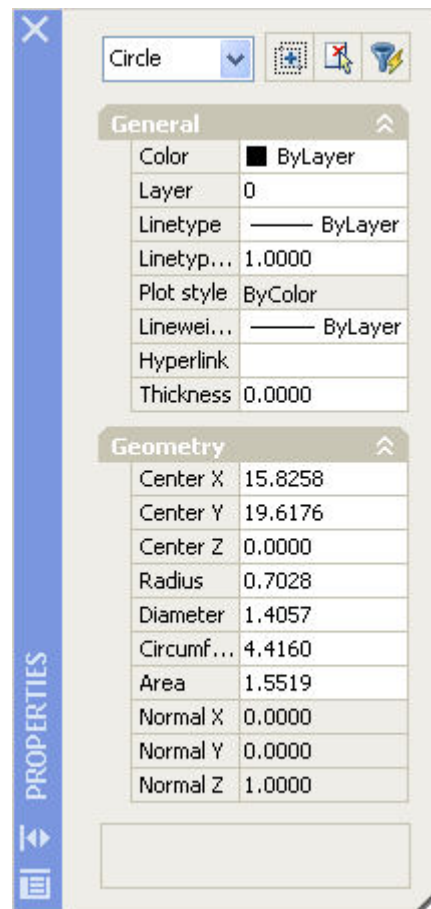 Circle
General
Color ByLayer
Layer 0
Linetype ByLayer
Linetyp... 1.0000
Plot style ByColor
Linewei... ByLayer
Hyperlink
Thickness 0.0000
Geometry
Center X 15.8258
Center Y 19.6176
Center Z 0.0000
Radius 0.7028
Diameter 1.4057
Circumf... 4.4160
Area 1.5519
Normal X 0.0000
Normal Y 0.0000
Normal Z 1.0000
PROPERTIES